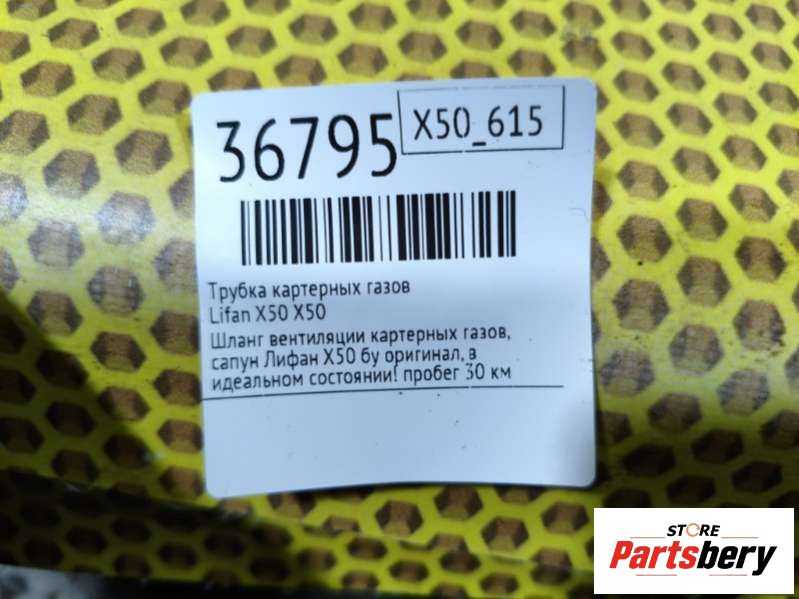 36795
X50_615
Трубка картерных газов
Lifan X50 X50
Шланг вентиляции картерных газов,
сапун Лифан Х50 бу оригинал, в
идеальном состоянии! пробег 30 км
STORE
Partsbery